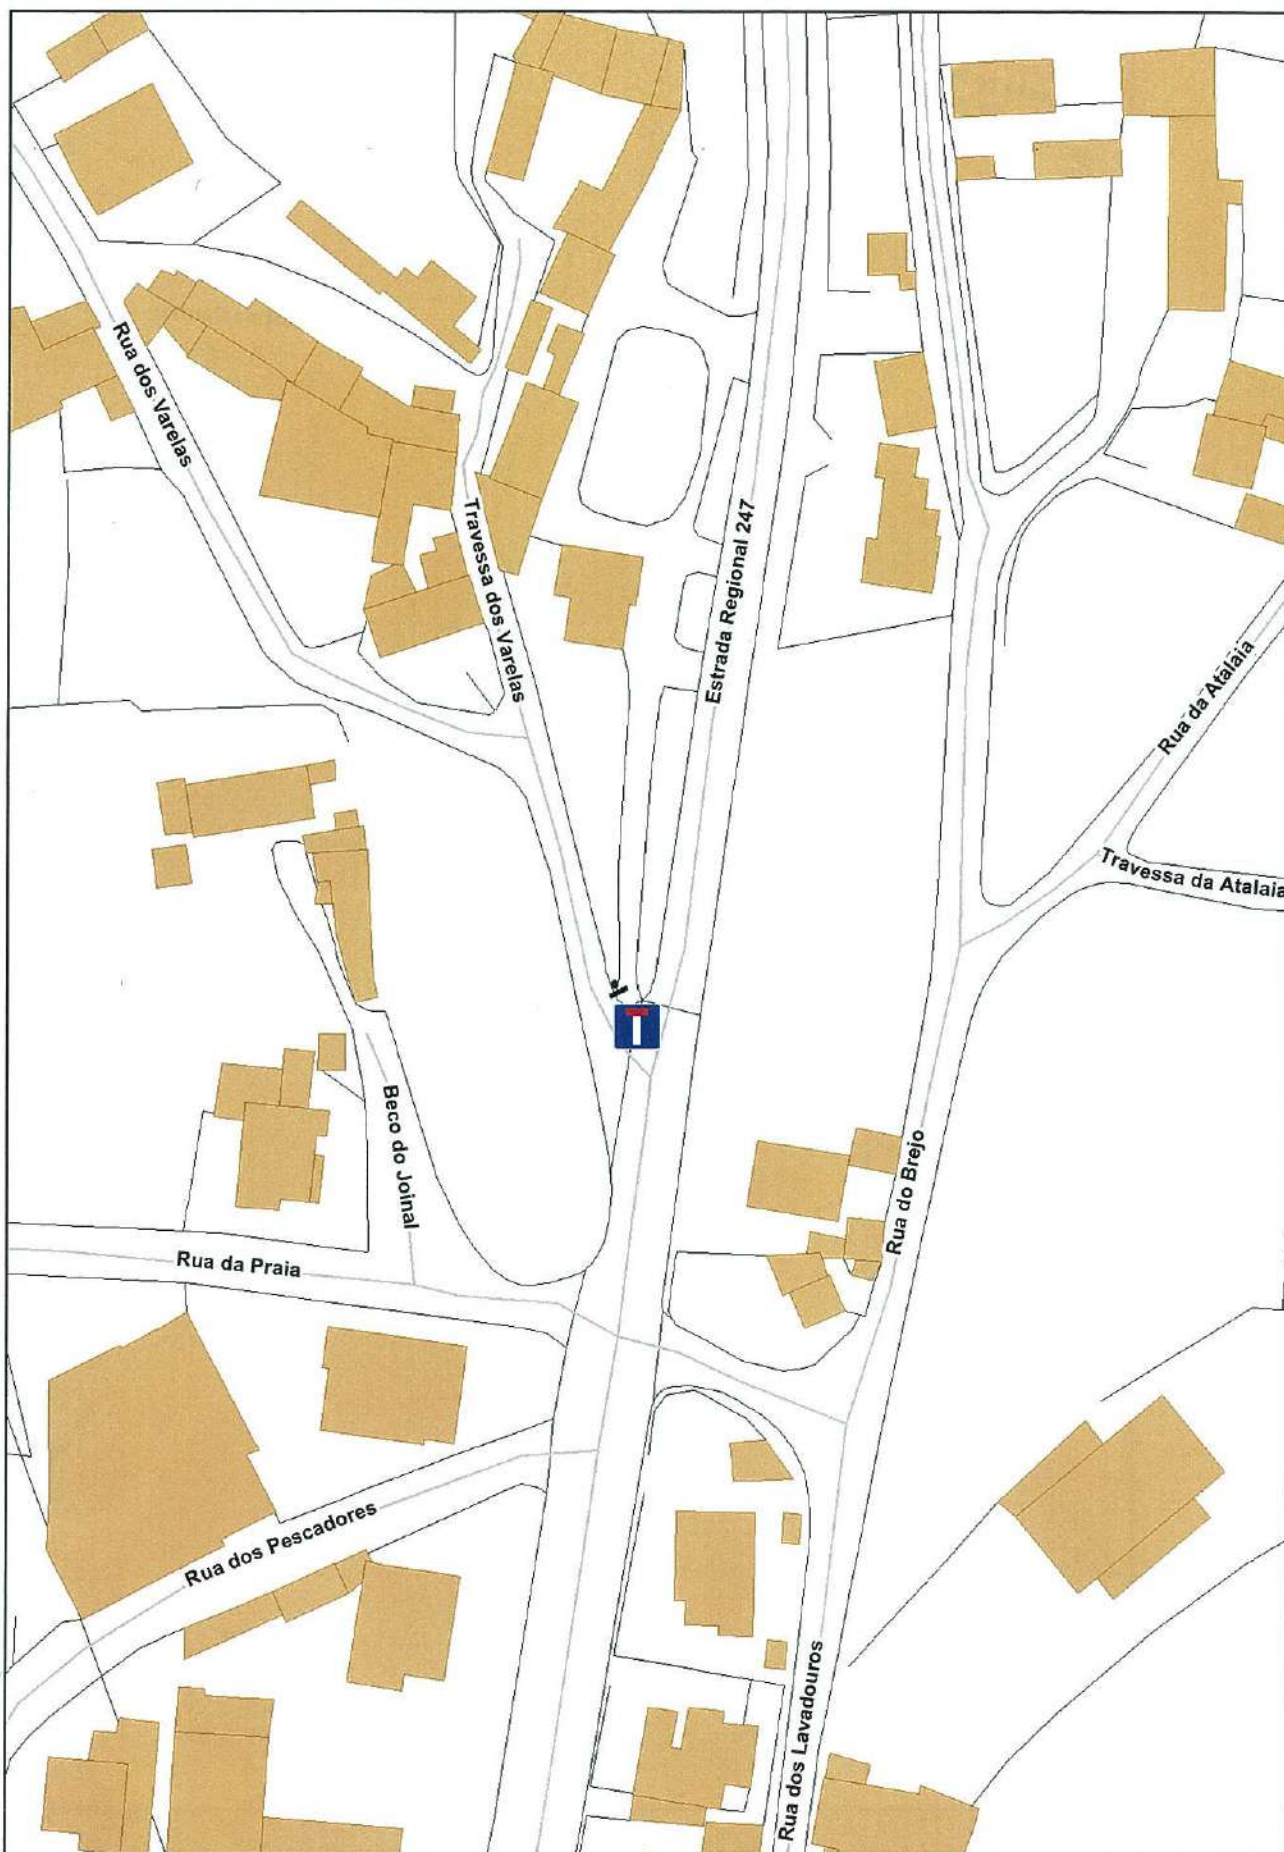 Rua dos Varelas
Travessa dos Varelas
Estrada Regional 247
Rua da Atalaia
Travessa da Atalaia
Beco do Joinal
Rua do Brejo
Rua da Praia
Rua dos Pescadores
Rua dos Lavadouros